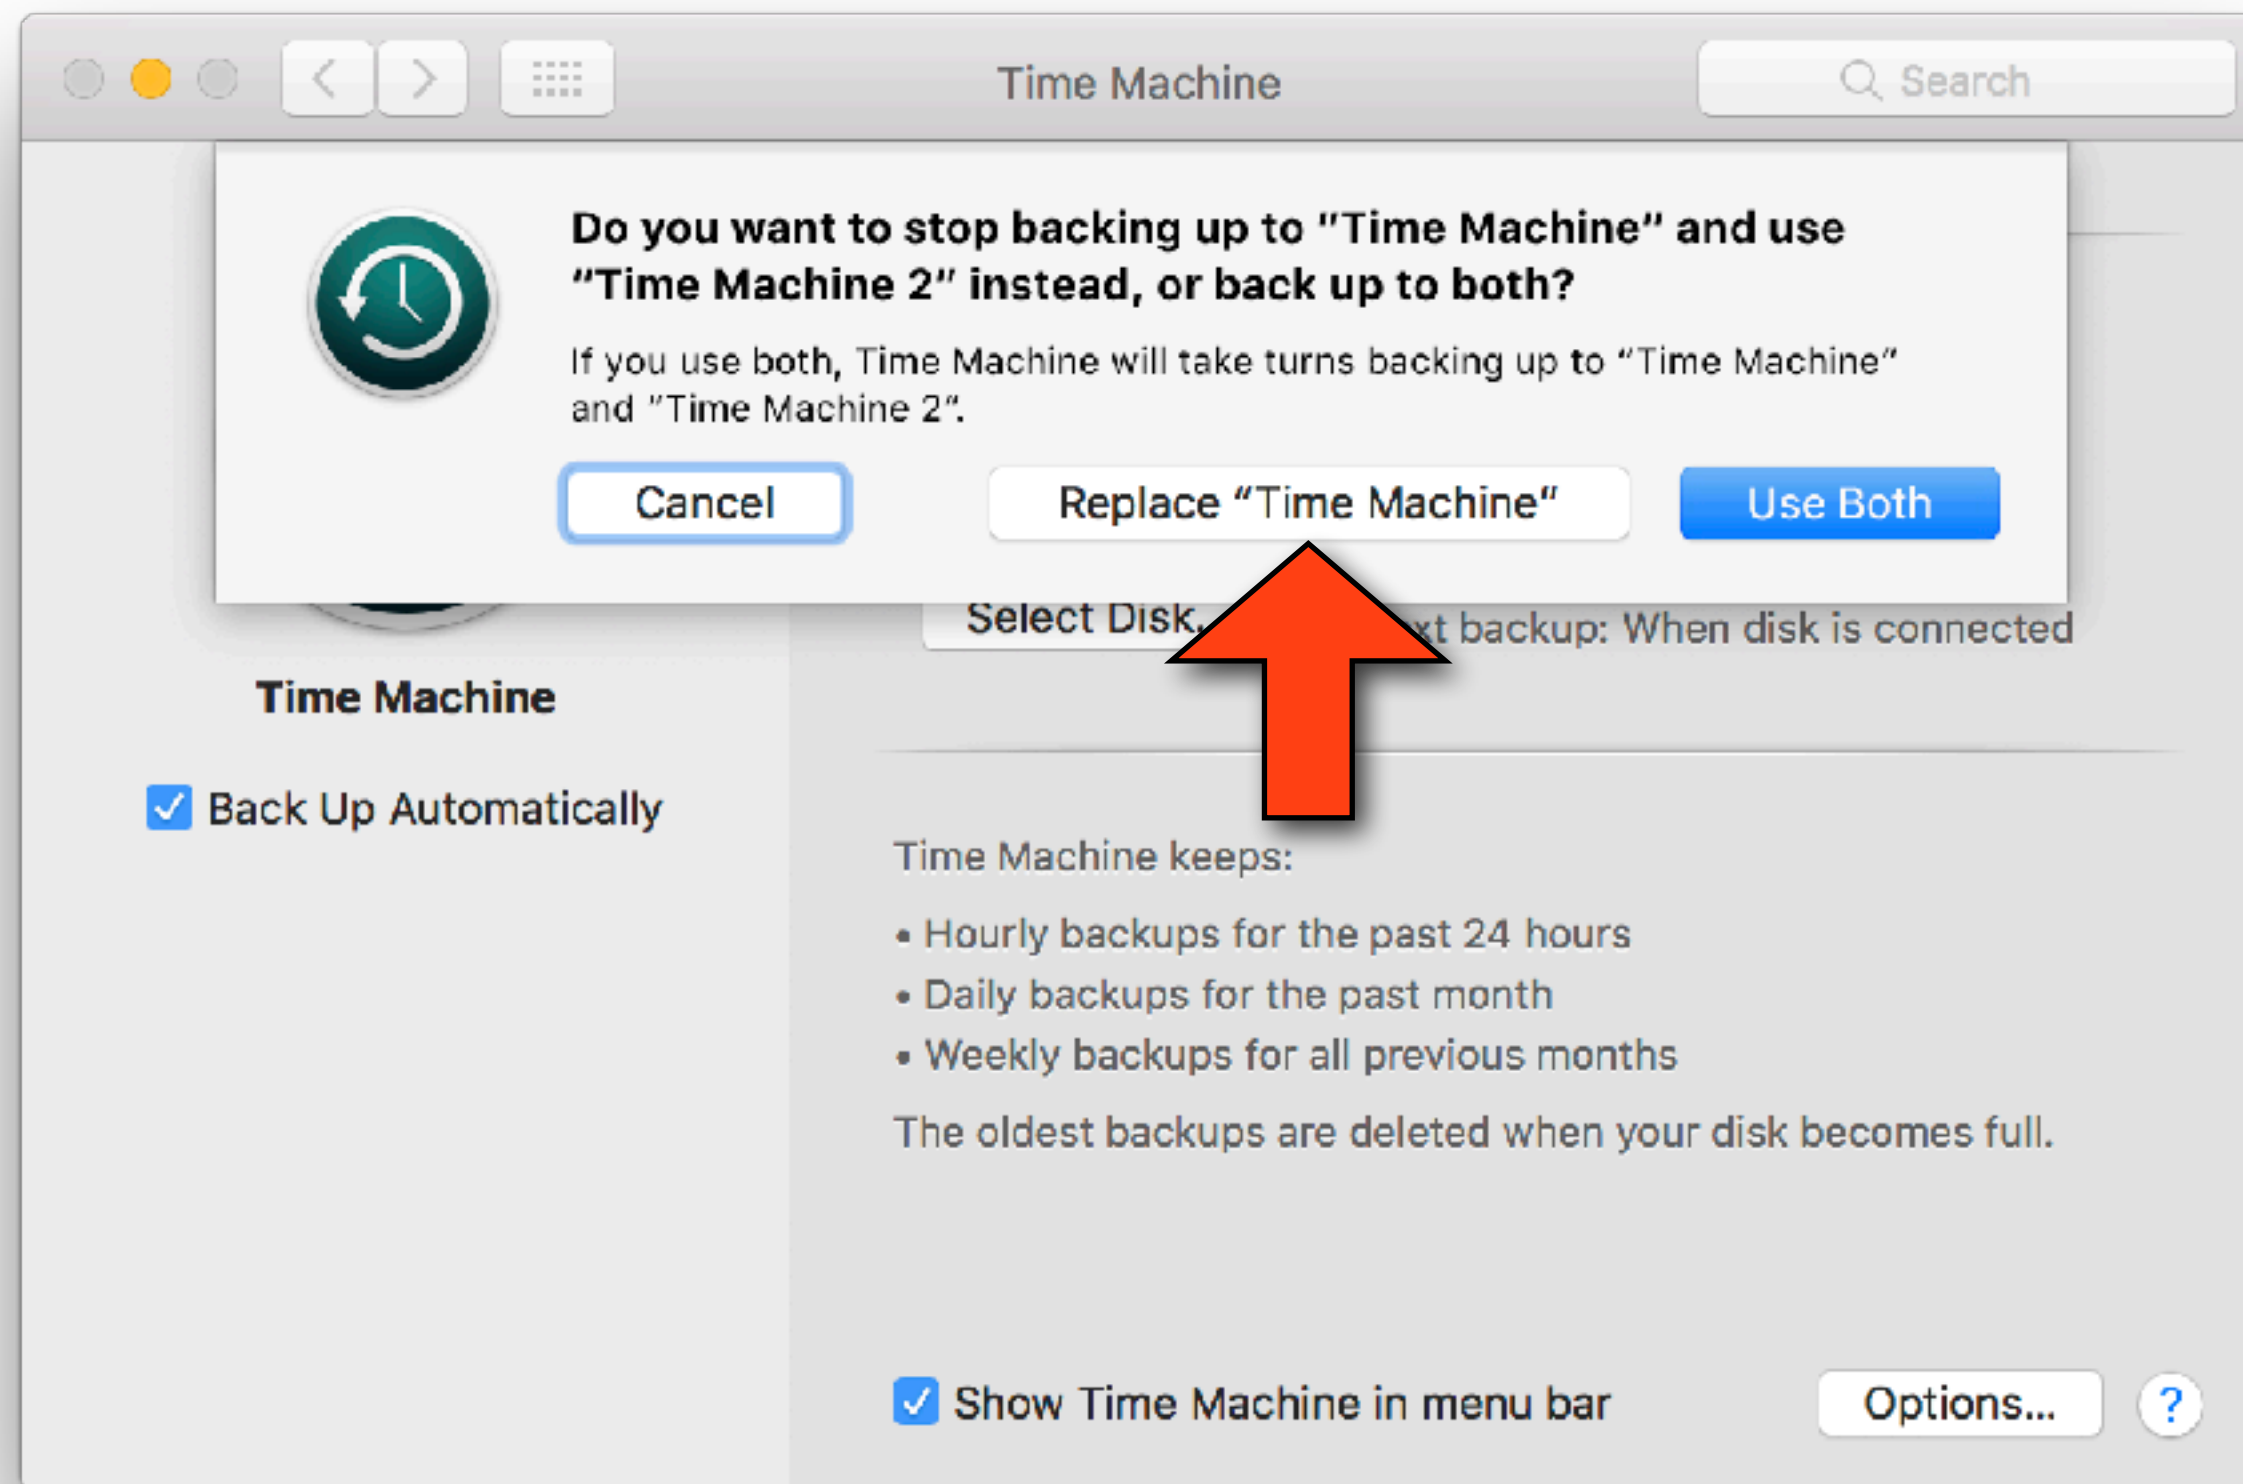 Time Machine
Search
Do you want to stop backing up to "Time Machine" and use
"Time Machine 2" instead, or back up to both?
If you use both, Time Machine will take turns backing up to "Time Machine"
and "Time Machine 2".
Cancel
Replace "Time Machine"
Use Both
Select Disk.
backup: When disk is connected
Time Machine
Back Up Automatically
Time Machine keeps:
• Hourly backups for the past 24 hours
• Daily backups for the past month
• Weekly backups for all previous months
The oldest backups are deleted when your disk becomes full.
Show Time Machine in menu bar
Options...
?